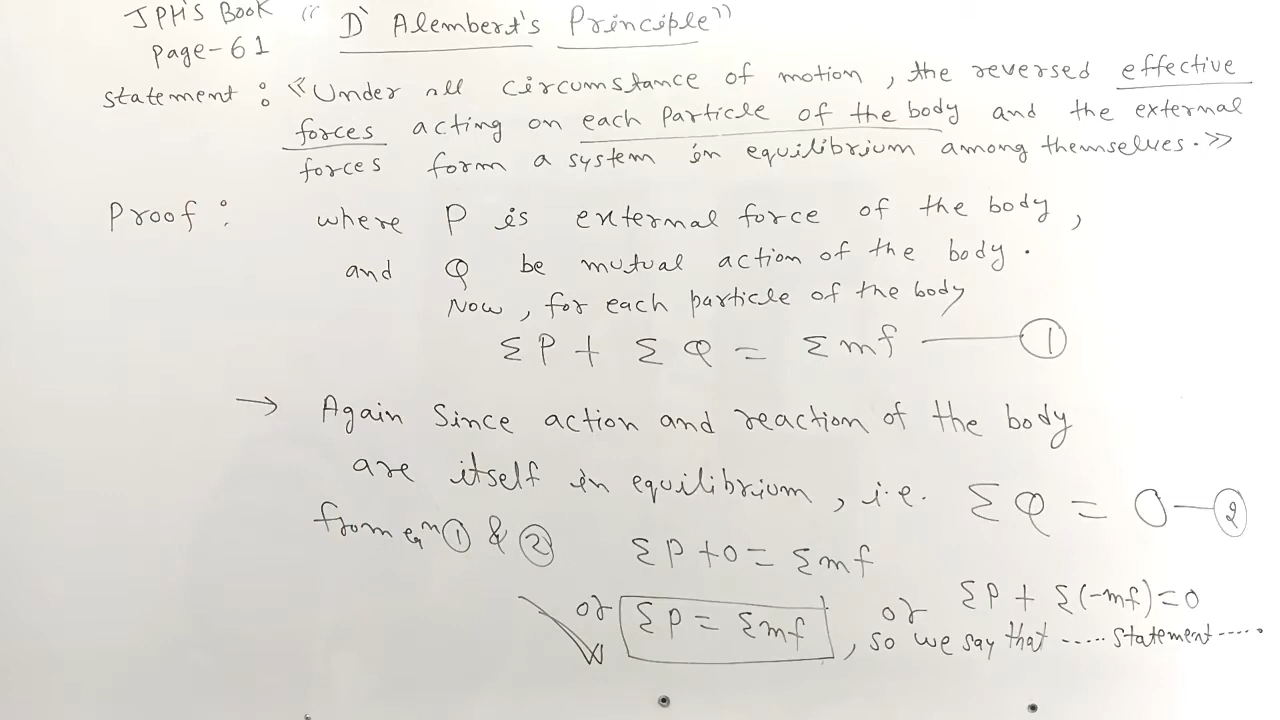 JPH'S Book "D'Alembert's Principle"
Page-61
statement : «Under all circumstance of motion, the reversed effective
forces acting on each particle of the body and the external
forces form a system in equilibrium among themselves.»
Proof : where P is external force of the body,
and Q be mutual action of the body.
Now, for each particle of the body
ΣP + ΣQ = Σmf — ①
→ Again since action and reaction of the body
are itself in equilibrium, i.e. ΣQ = 0 — ②
from eqⁿ ① & ② ΣP + 0 = Σmf
or ΣP = Σmf, or ΣP + Σ(-mf) = 0
so we say that ..... statement .....